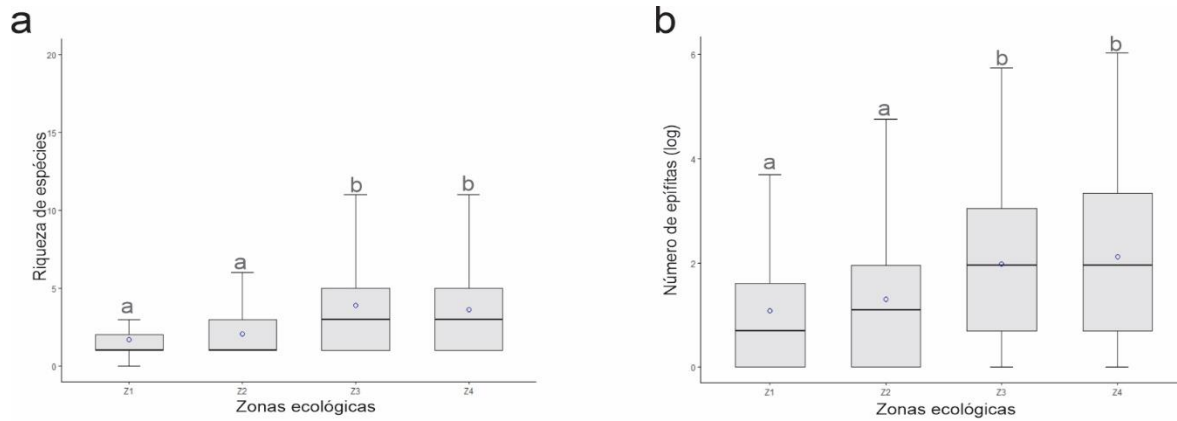 a
Riqueza de espécies
20
15
10
5
0
a
a
b
b
Z1
Z2
Z3
Z4
Zonas ecológicas
b
Número de epífitas (log)
6
4
2
0
a
a
b
b
Z1
Z2
Z3
Z4
Zonas ecológicas